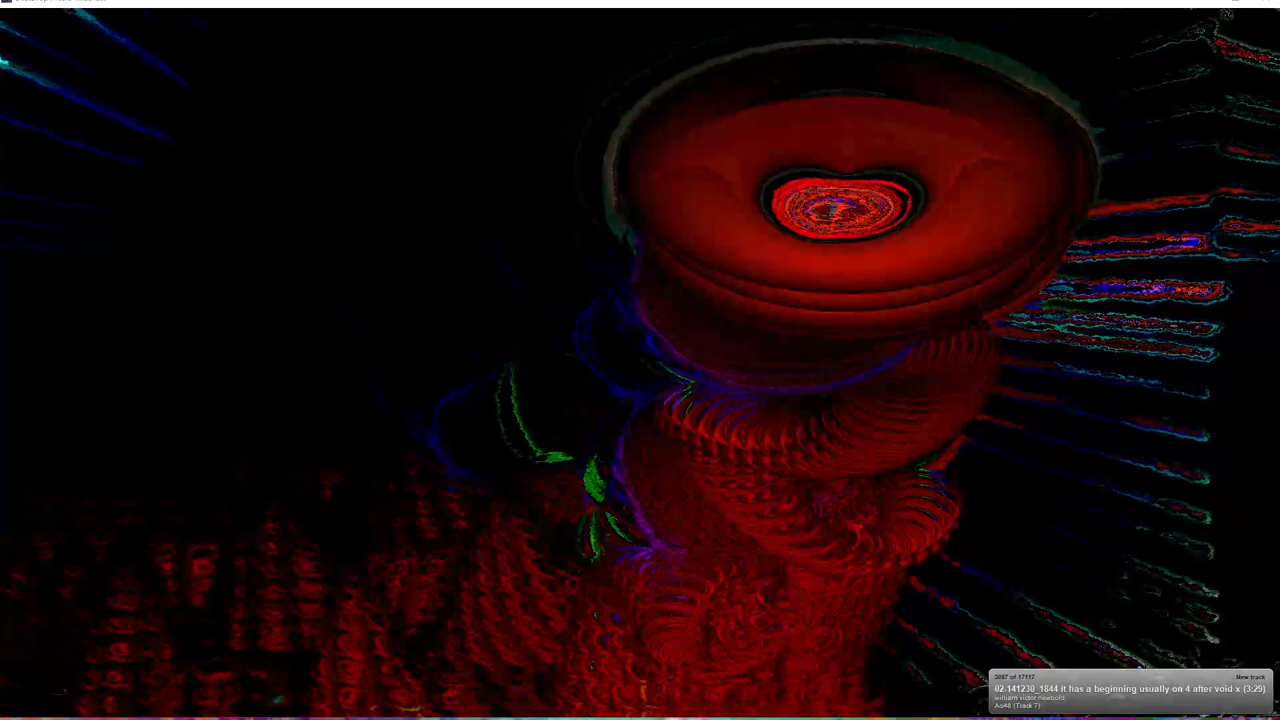 3087 of 17117 New track
02-141230_1844 it has a beginning usually on 4 after void x (3:29)
william victor newbold
Ao48 (Track 7)